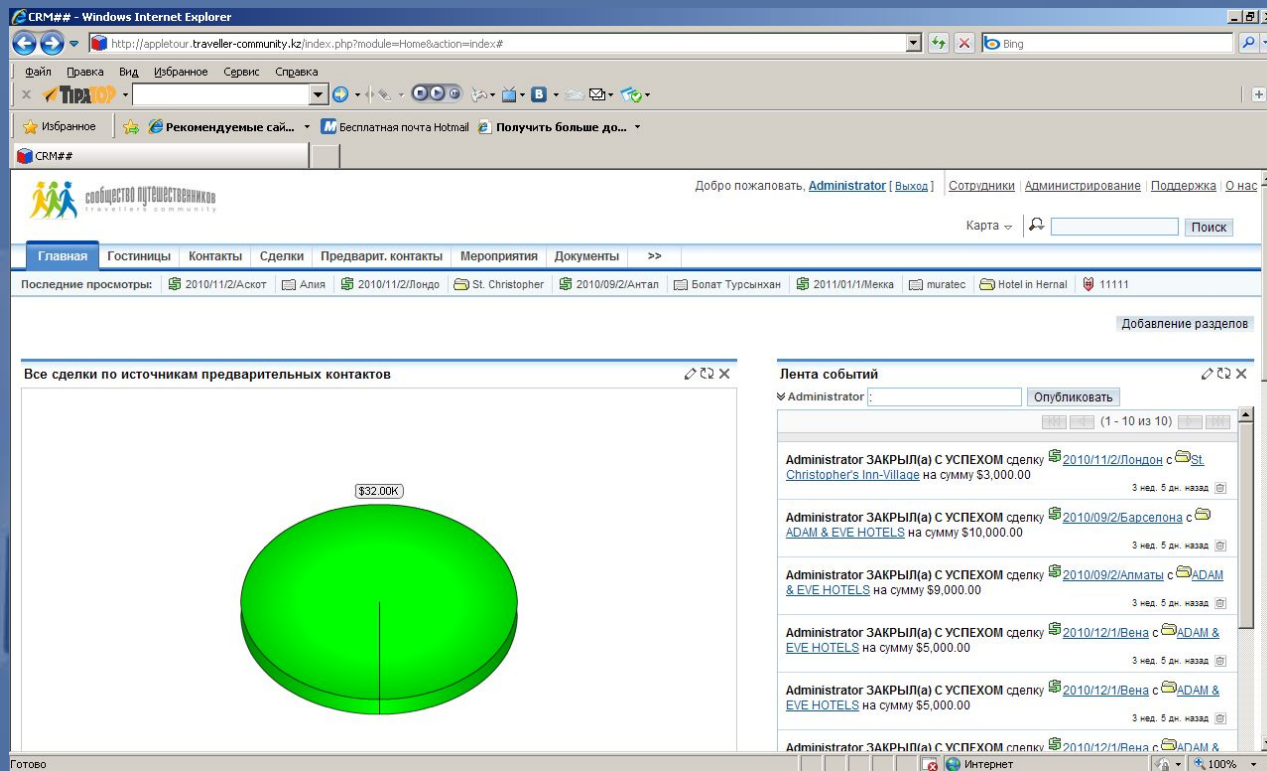 CRM## - Windows Internet Explorer
http://appletour.traveller-community.kz/index.php?module=Home&action=index#
Bing
Файл Правка Вид Избранное Сервис Справка
TIPATOP
Избранное Рекомендуемые сай... Бесплатная почта Hotmail Получить больше до...
CRM##
сообщество путешественников
travellers community
Добро пожаловать, Administrator [ Выход ] Сотрудники | Администрирование | Поддержка | О нас
Карта Поиск
Главная Гостиницы Контакты Сделки Предварит. контакты Мероприятия Документы >>
Последние просмотры: 2010/11/2/Аскот Алия 2010/11/2/Лондо St. Christopher 2010/09/2/Антал Болат Турсынхан 2011/01/1/Мекка muratec Hotel in Hernal 11111
Добавление разделов
Все сделки по источникам предварительных контактов
$32.00K
Лента событий
Administrator : Опубликовать
(1 - 10 из 10)
Administrator ЗАКРЫЛ(а) С УСПЕХОМ сделку 2010/11/2/Лондон с St.
Christopher's Inn-Village на сумму $3,000.00
3 нед. 5 дн. назад
Administrator ЗАКРЫЛ(а) С УСПЕХОМ сделку 2010/09/2/Барселона с
ADAM & EVE HOTELS на сумму $10,000.00
3 нед. 5 дн. назад
Administrator ЗАКРЫЛ(а) С УСПЕХОМ сделку 2010/09/2/Алматы с ADAM
& EVE HOTELS на сумму $9,000.00
3 нед. 5 дн. назад
Administrator ЗАКРЫЛ(а) С УСПЕХОМ сделку 2010/12/1/Вена с ADAM &
EVE HOTELS на сумму $5,000.00
3 нед. 5 дн. назад
Administrator ЗАКРЫЛ(а) С УСПЕХОМ сделку 2010/12/1/Вена с ADAM &
EVE HOTELS на сумму $5,000.00
3 нед. 5 дн. назад
Administrator ЗАКРЫЛ(а) С УСПЕХОМ сделку 2010/12/1/Вена с ADAM &
Готово Интернет 100%